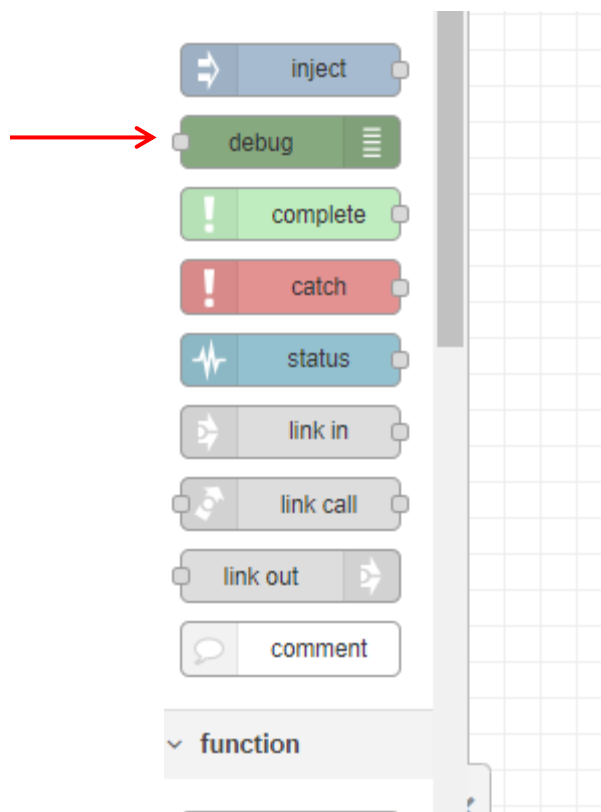 inject
debug
complete
catch
status
link in
link call
link out
comment
function